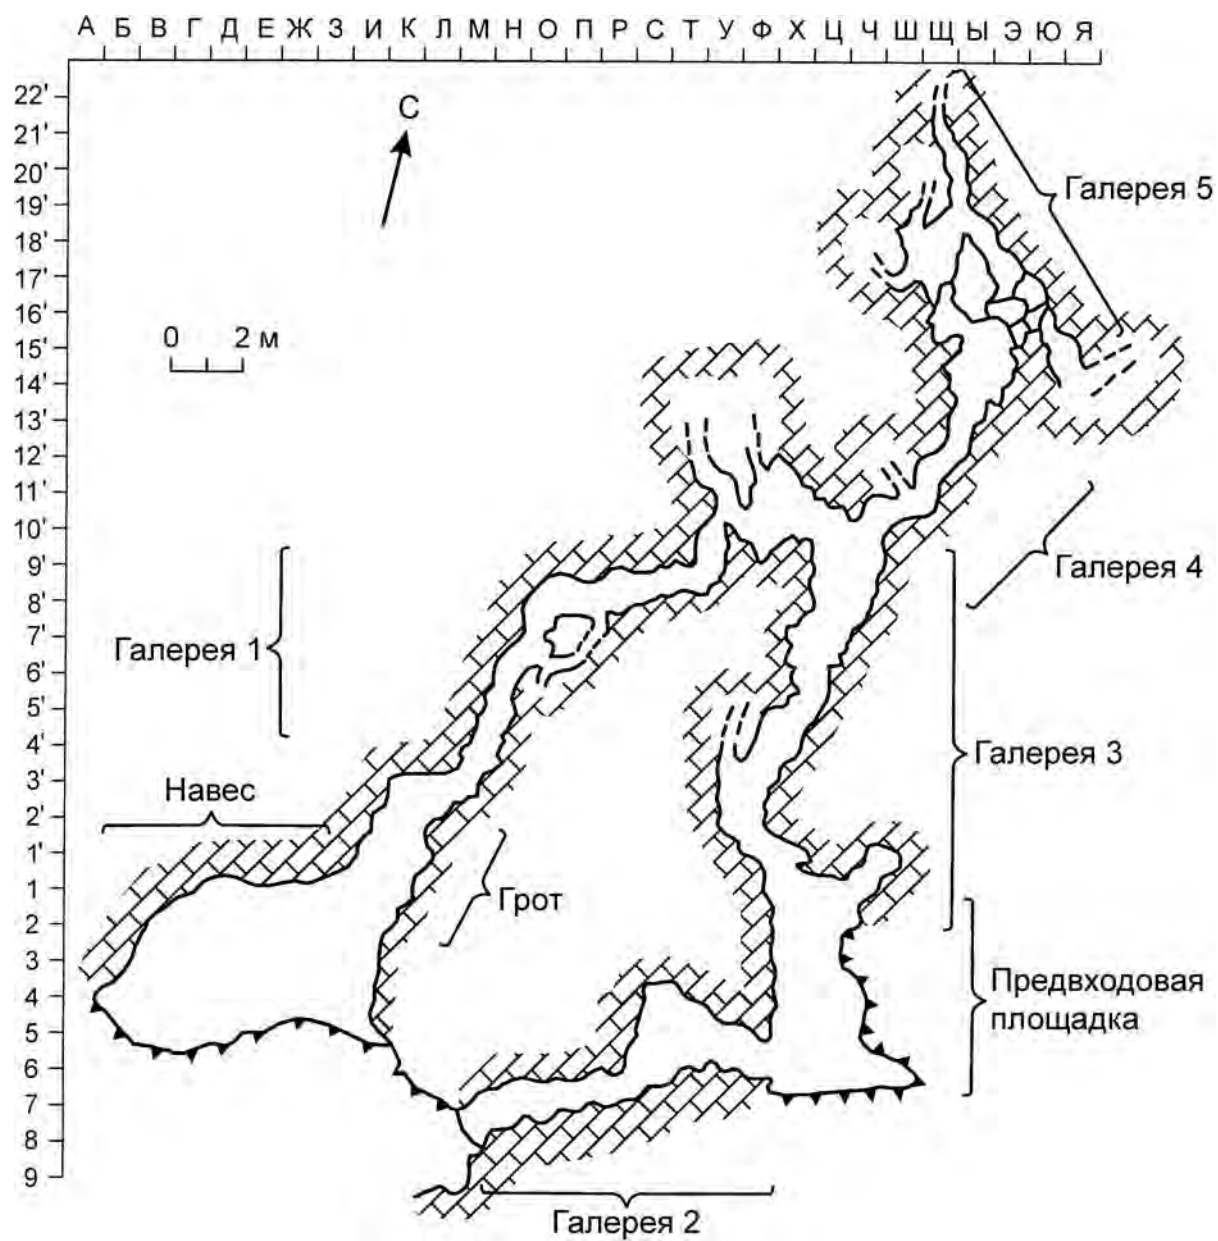 А Б В Г Д Е Ж З И К Л М Н О П Р С Т У Ф Х Ц Ч Ш Щ Ы Э Ю Я
22'
21'
20'
19'
18'
17'
16'
15'
14'
13'
12'
11'
10'
9'
8'
7'
6'
5'
4'
3'
2'
1'
1
2
3
4
5
6
7
8
9
С
0 2 м
Галерея 5
Галерея 4
Галерея 1
Галерея 3
Навес
Грот
Предвходовая
площадка
Галерея 2